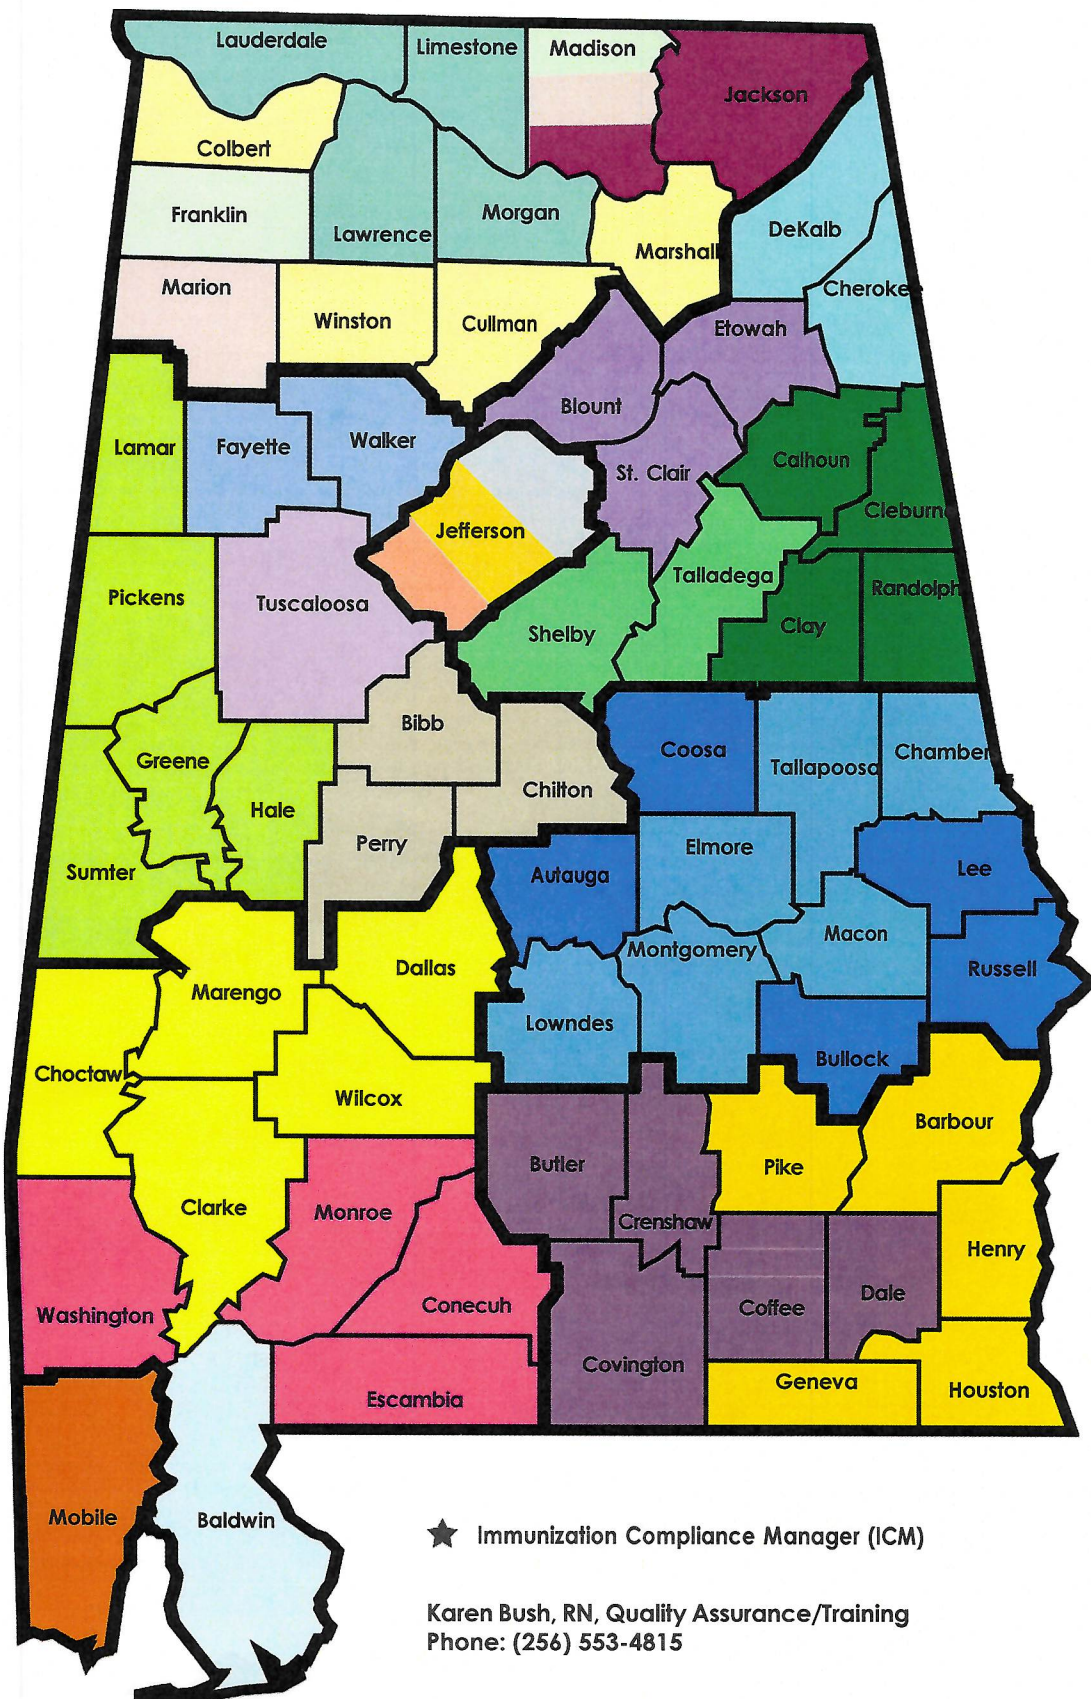 Lauderdale
Limestone
Madison
Jackson
Colbert
Franklin
Lawrence
Morgan
Marshall
DeKalb
Cherokee
Marion
Winston
Cullman
Etowah
Blount
Lamar
Fayette
Walker
St. Clair
Calhoun
Cleburn
Jefferson
Pickens
Tuscaloosa
Talladega
Randolph
Shelby
Clay
Bibb
Coosa
Tallapoosa
Chamber
Greene
Hale
Chilton
Perry
Elmore
Sumter
Autauga
Lee
Macon
Montgomery
Dallas
Russell
Marengo
Lowndes
Bullock
Choctaw
Wilcox
Barbour
Butler
Pike
Clarke
Monroe
Crenshaw
Henry
Washington
Conecuh
Coffee
Dale
Covington
Geneva
Houston
Escambia
Mobile
Baldwin
★ Immunization Compliance Manager (ICM)
Karen Bush, RN, Quality Assurance/Training
Phone: (256) 553-4815